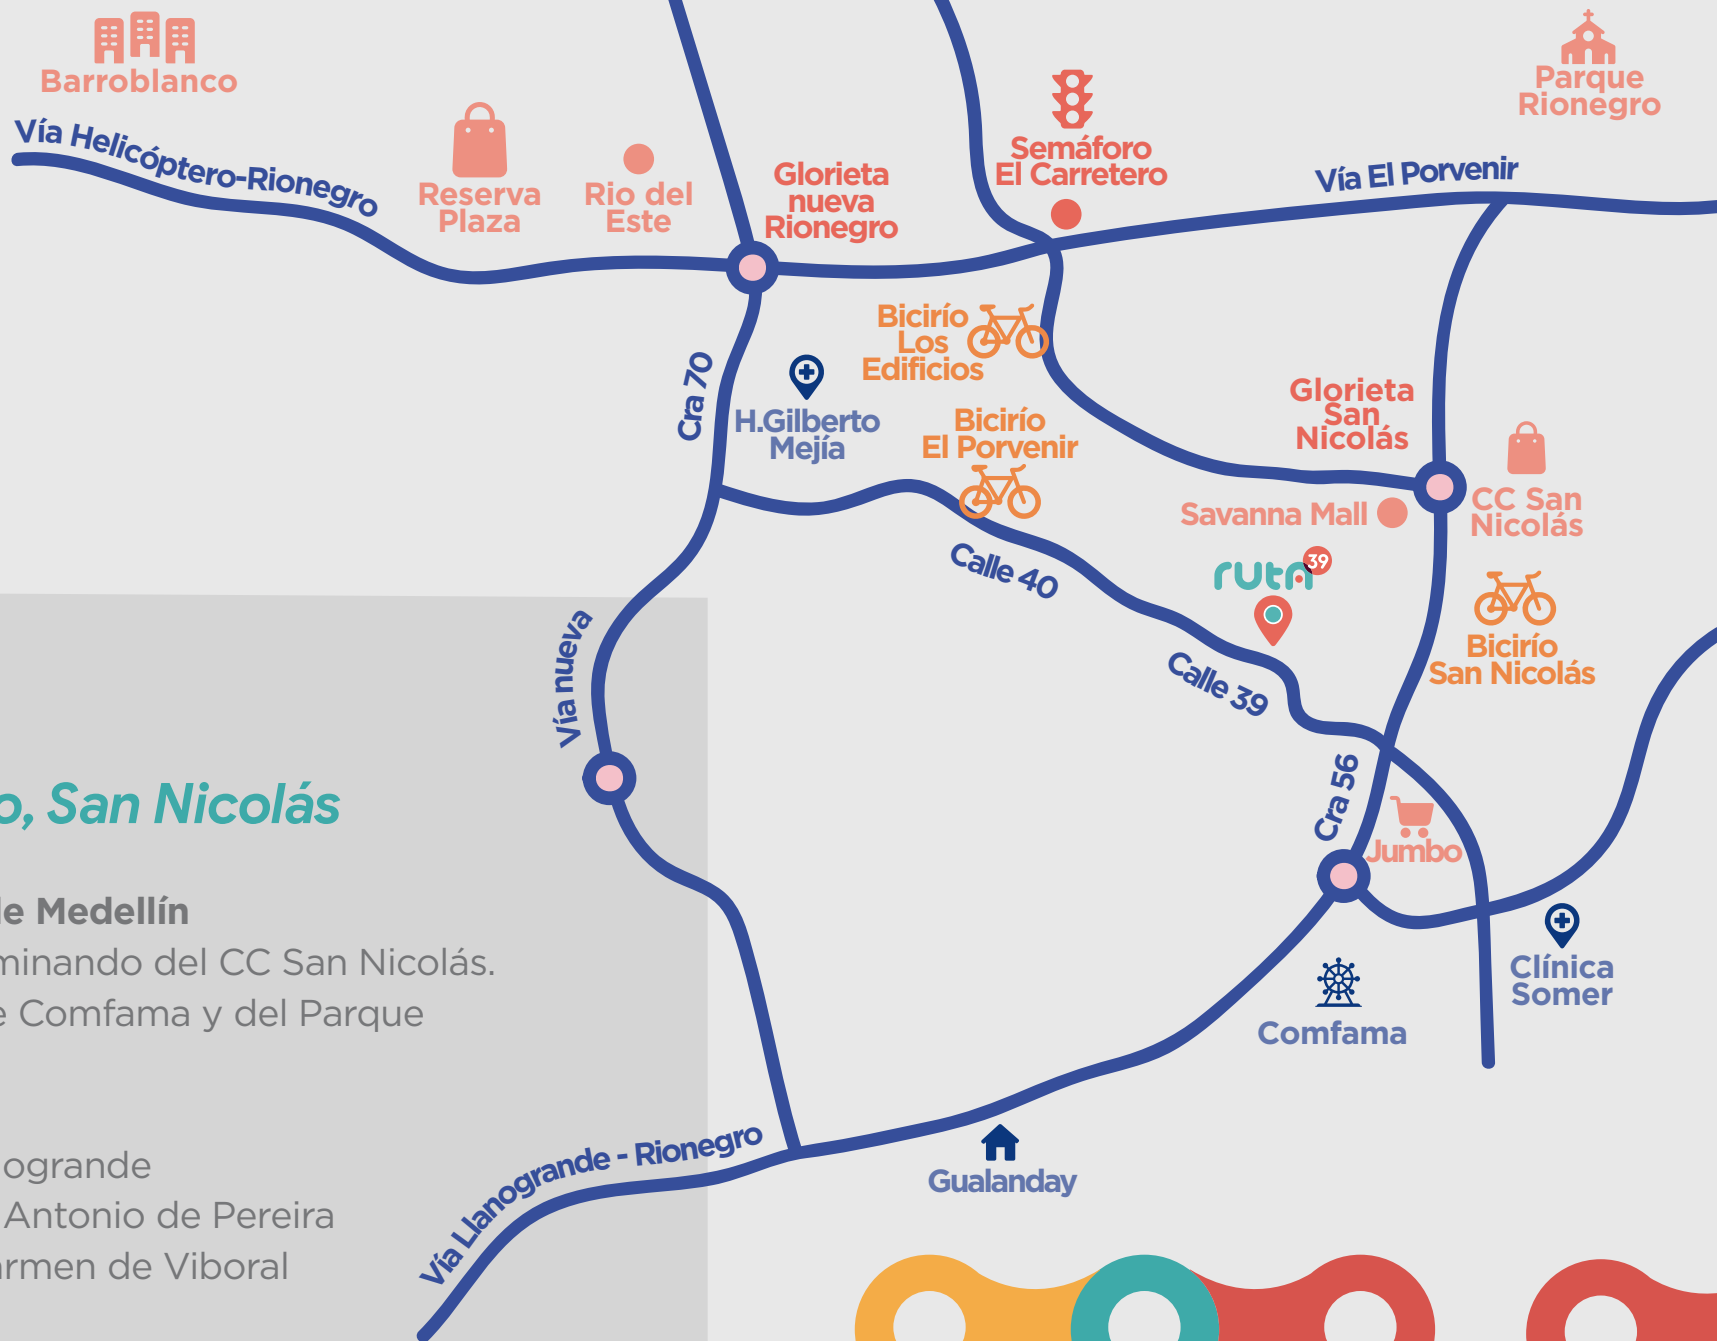 Barroblanco
Vía Helicóptero-Rionegro
Reserva
Plaza
Rio del
Este
Glorieta
nueva
Rionegro
Semáforo
El Carretero
Vía El Porvenir
Parque
Rionegro
Bicirío
Los
Edificios
Cra 70
H.Gilberto
Mejía
Bicirío
El Porvenir
Glorieta
San
Nicolás
Savanna Mall
CC San
Nicolás
Calle 40
ruta
39
Bicirío
San Nicolás
Calle 39
Vía nueva
Cra 56
Jumbo
o, San Nicolás
le Medellín
minando del CC San Nicolás.
e Comfama y del Parque
Clínica
Somer
Comfama
Gualanday
Vía Llanogrande - Rionegro
ogrande
Antonio de Pereira
armen de Viboral